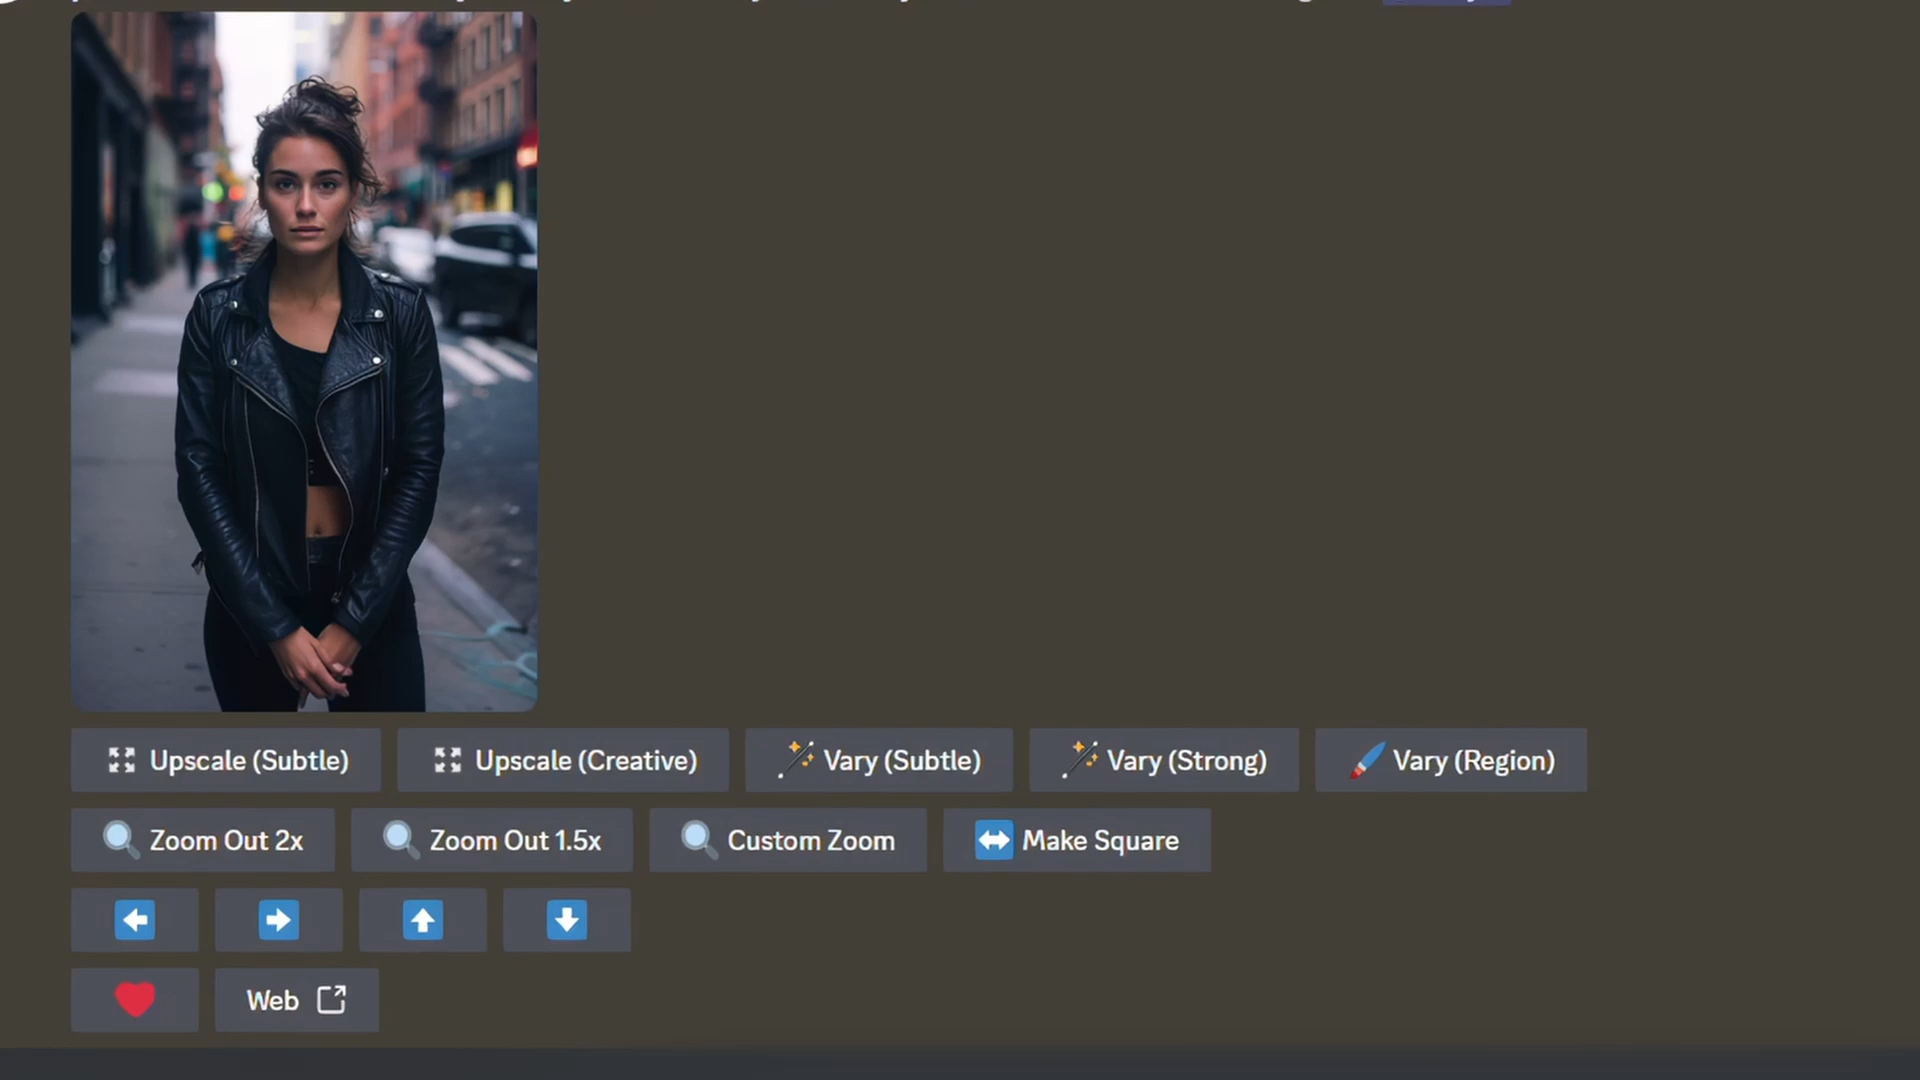 Upscale (Subtle) Upscale (Creative) Vary (Subtle) Vary (Strong) Vary (Region)
Zoom Out 2x Zoom Out 1.5x Custom Zoom Make Square
Web